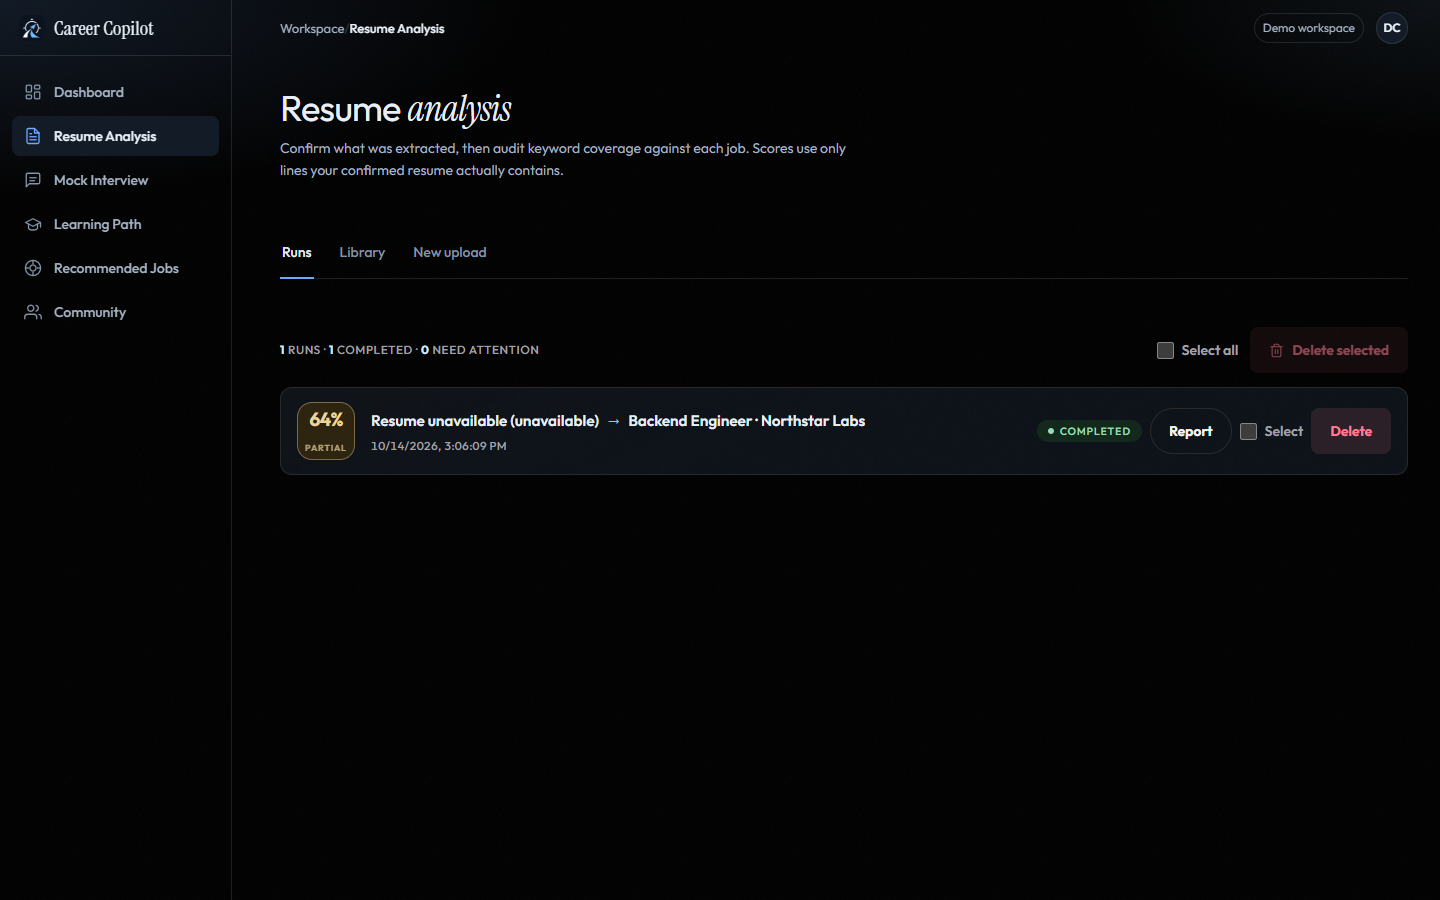 Career Copilot
Workspace/Resume Analysis
Demo workspace
DC
Dashboard
Resume Analysis
Mock Interview
Learning Path
Recommended Jobs
Community
Resume analysis
Confirm what was extracted, then audit keyword coverage against each job. Scores use only
lines your confirmed resume actually contains.
Runs
Library
New upload
1 RUNS · 1 COMPLETED · 0 NEED ATTENTION
Select all
Delete selected
64%
PARTIAL
Resume unavailable (unavailable) → Backend Engineer · Northstar Labs
10/14/2026, 3:06:09 PM
COMPLETED
Report
Select
Delete